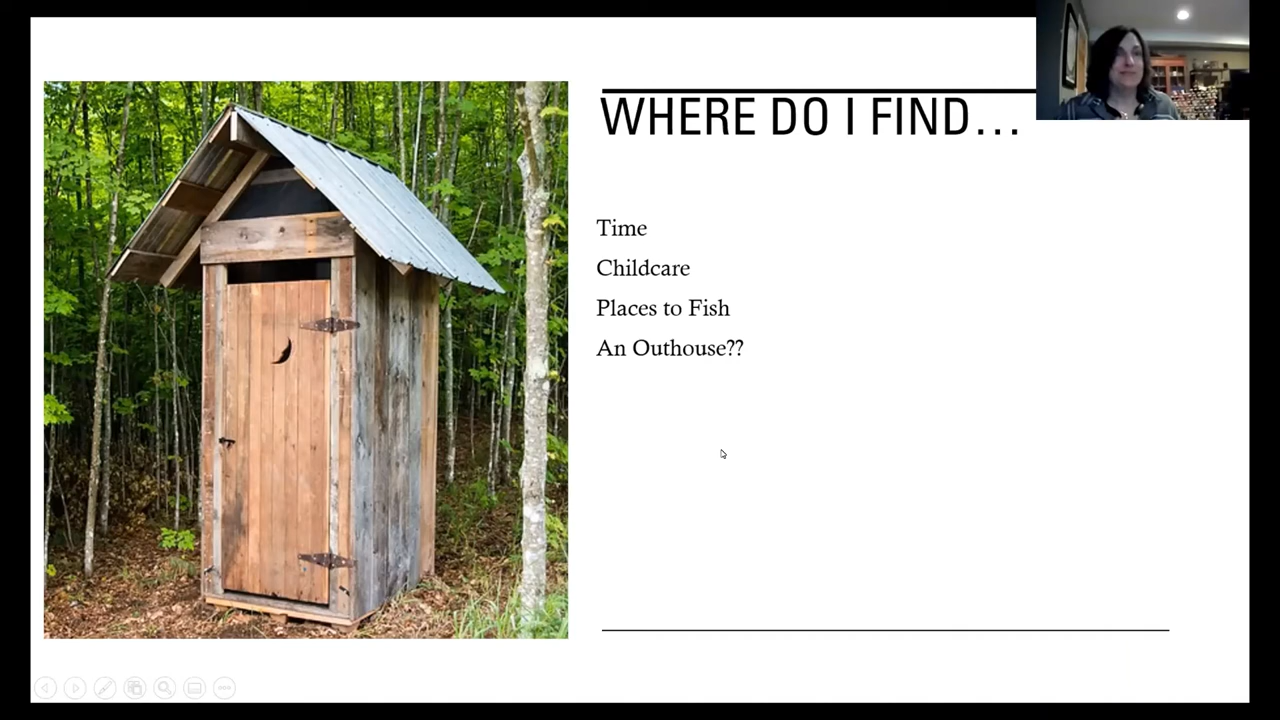 WHERE DO I FIND...
Time
Childcare
Places to Fish
An Outhouse??